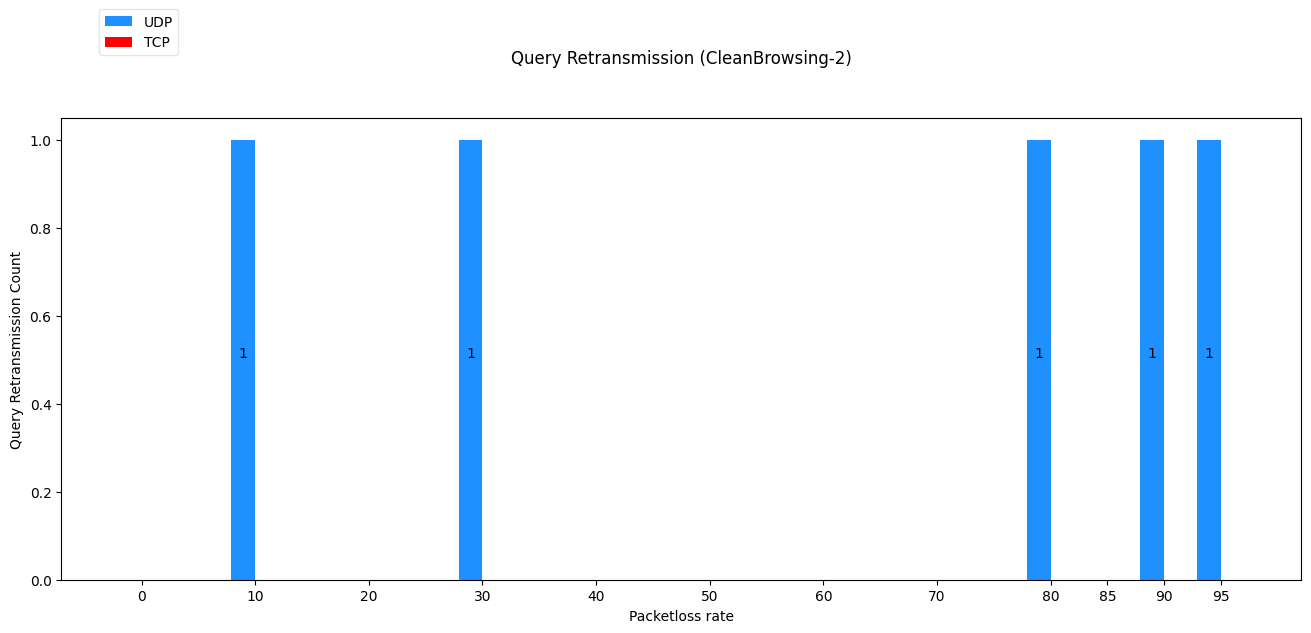 UDP
TCP
Query Retransmission (CleanBrowsing-2)
Query Retransmission Count
1.0
0.8
0.6
0.4
0.2
0.0
1 1 1 1 1
0 10 20 30 40 50 60 70 80 85 90 95
Packetloss rate